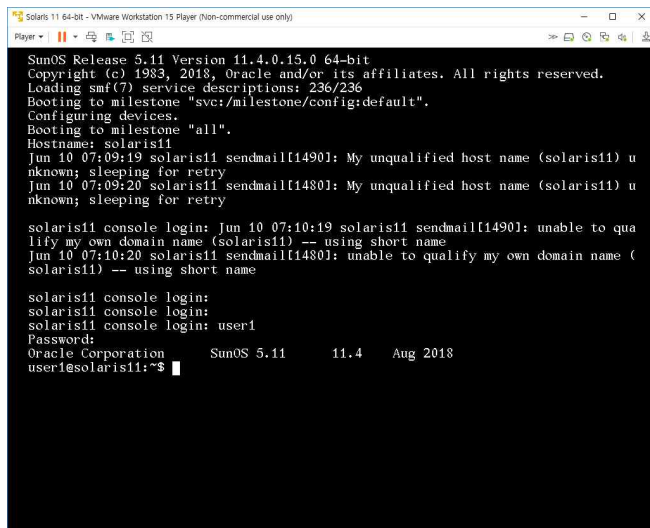 Solaris 11 64-bit - VMware Workstation 15 Player (Non-commercial use only)
Player
SunOS Release 5.11 Version 11.4.0.15.0 64-bit
Copyright (c) 1983, 2018, Oracle and/or its affiliates. All rights reserved.
Loading smf(7) service descriptions: 236/236
Booting to milestone "svc:/milestone/config:default".
Configuring devices.
Booting to milestone "all".
Hostname: solaris11
Jun 10 07:09:19 solaris11 sendmail[1490]: My unqualified host name (solaris11) u
nknown; sleeping for retry
Jun 10 07:09:20 solaris11 sendmail[1480]: My unqualified host name (solaris11) u
nknown; sleeping for retry
solaris11 console login: Jun 10 07:10:19 solaris11 sendmail[1490]: unable to qua
lify my own domain name (solaris11) -- using short name
Jun 10 07:10:20 solaris11 sendmail[1480]: unable to qualify my own domain name (
solaris11) -- using short name
solaris11 console login:
solaris11 console login:
solaris11 console login: user1
Password:
Oracle Corporation SunOS 5.11 11.4 Aug 2018
user1@solaris11:~$